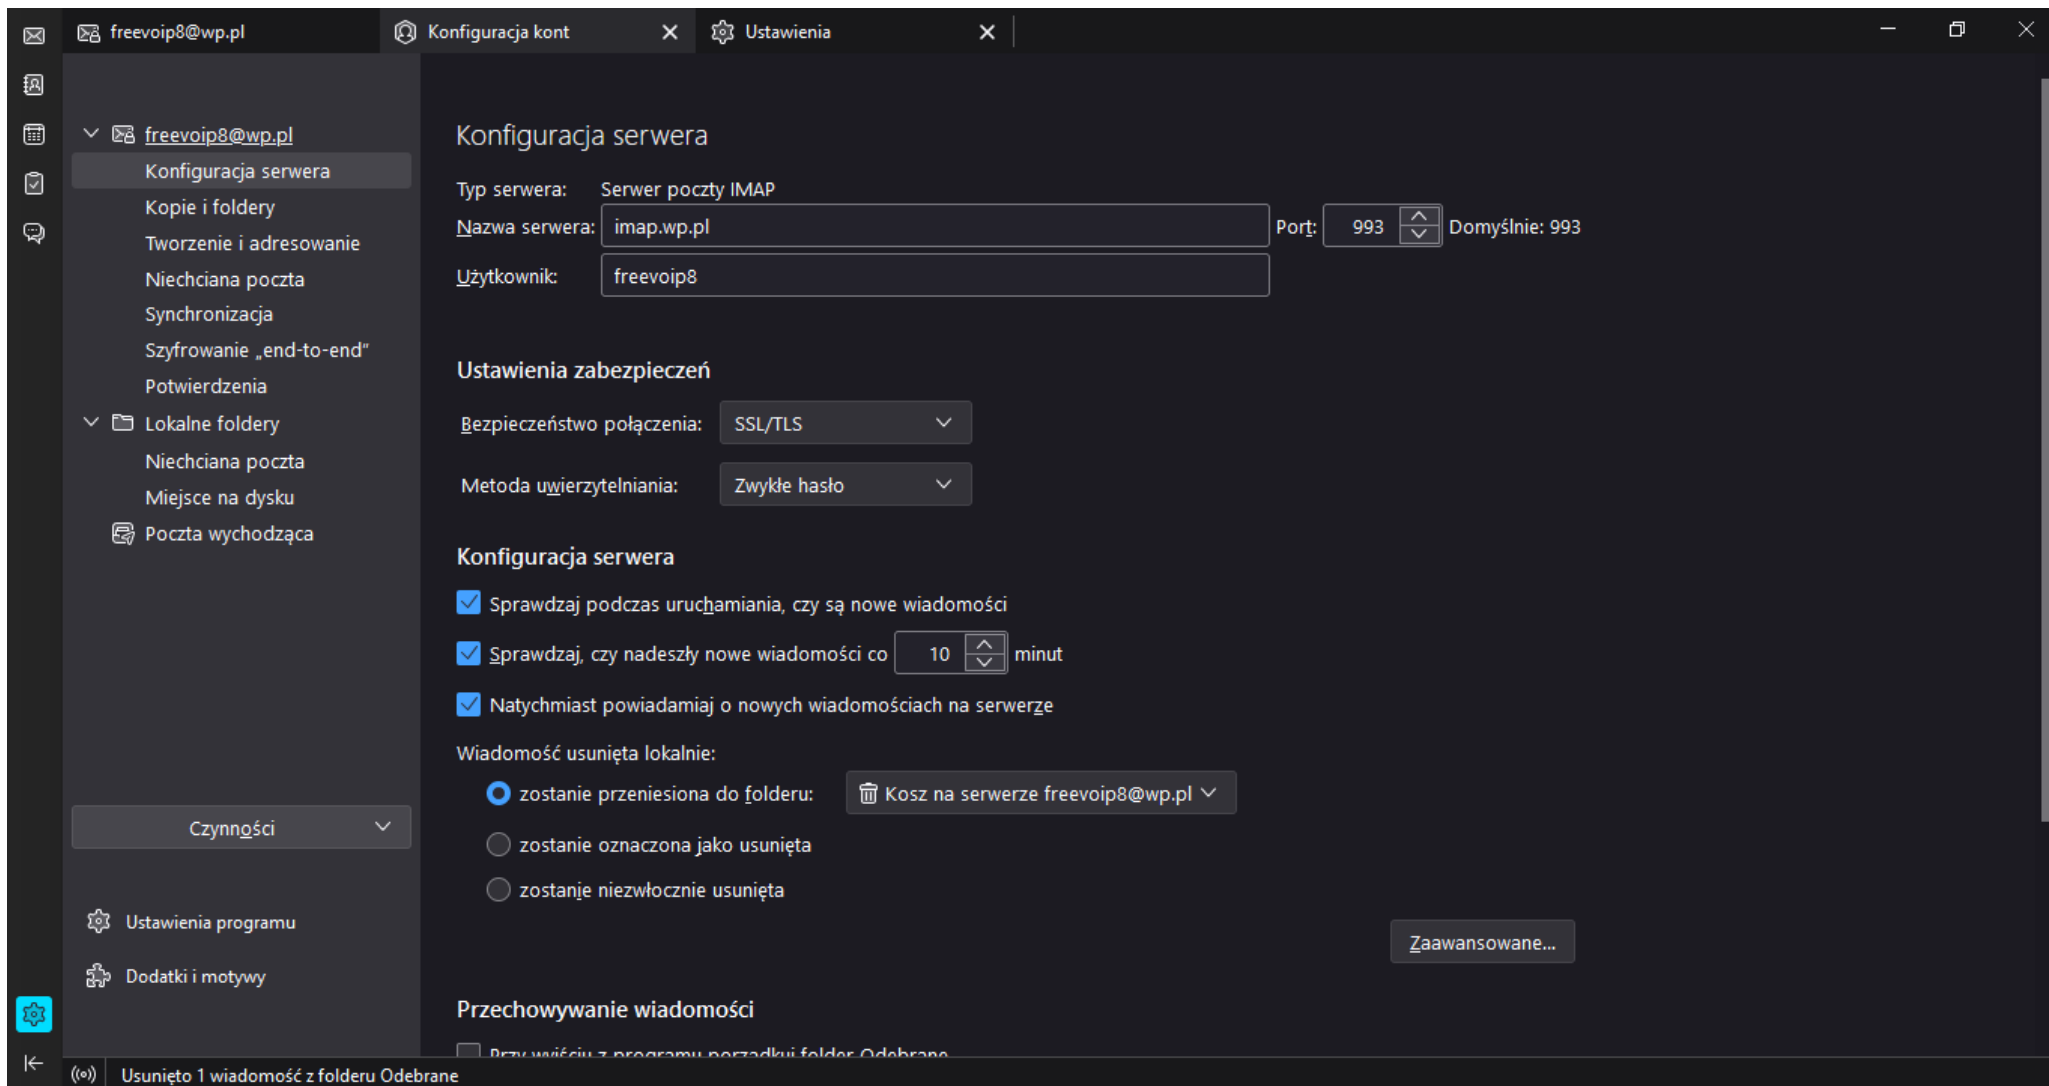 freevoip8@wp.pl
Konfiguracja kont
Ustawienia
freevoip8@wp.pl
Konfiguracja serwera
Kopie i foldery
Tworzenie i adresowanie
Niechciana poczta
Synchronizacja
Szyfrowanie „end-to-end”
Potwierdzenia
Lokalne foldery
Niechciana poczta
Miejsce na dysku
Poczta wychodząca
Czynności
Ustawienia programu
Dodatki i motywy
Konfiguracja serwera
Typ serwera: Serwer poczty IMAP
Nazwa serwera: imap.wp.pl Port: 993 Domyślnie: 993
Użytkownik: freevoip8
Ustawienia zabezpieczeń
Bezpieczeństwo połączenia: SSL/TLS
Metoda uwierzytelniania: Zwykłe hasło
Konfiguracja serwera
Sprawdzaj podczas uruchamiania, czy są nowe wiadomości
Sprawdzaj, czy nadeszły nowe wiadomości co 10 minut
Natychmiast powiadamiaj o nowych wiadomościach na serwerze
Wiadomość usunięta lokalnie:
zostanie przeniesiona do folderu: Kosz na serwerze freevoip8@wp.pl
zostanie oznaczona jako usunięta
zostanie niezwłocznie usunięta
Zaawansowane...
Przechowywanie wiadomości
Przy wyjściu z programu porządkuj folder Odebrane
Usunięto 1 wiadomość z folderu Odebrane